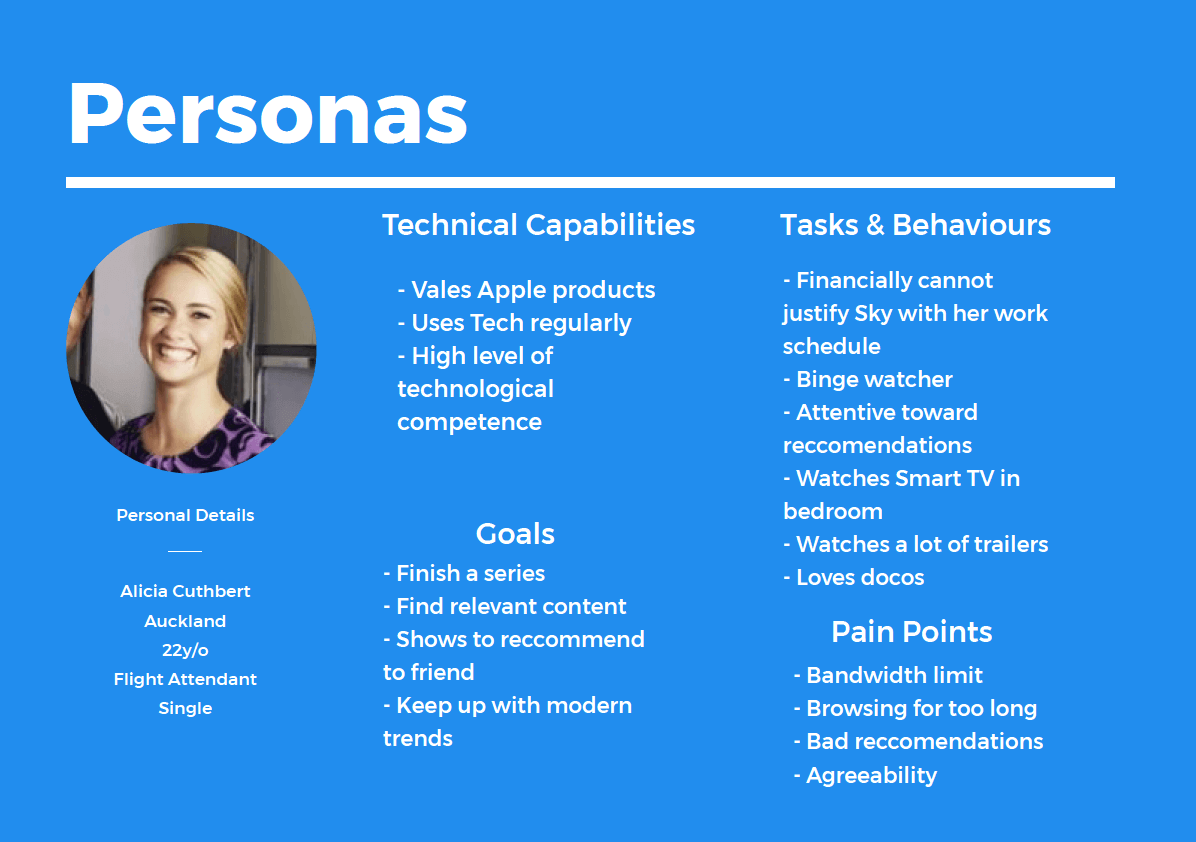 Personas
Personal Details
Alicia Cuthbert
Auckland
22y/o
Flight Attendant
Single
Technical Capabilities
- Vales Apple products
- Uses Tech regularly
- High level of
technological
competence
Goals
- Finish a series
- Find relevant content
- Shows to reccommend
to friend
- Keep up with modern
trends
Tasks & Behaviours
- Financially cannot
justify Sky with her work
schedule
- Binge watcher
- Attentive toward
reccomendations
- Watches Smart TV in
bedroom
- Watches a lot of trailers
- Loves docos
Pain Points
- Bandwidth limit
- Browsing for too long
- Bad reccomendations
- Agreeability